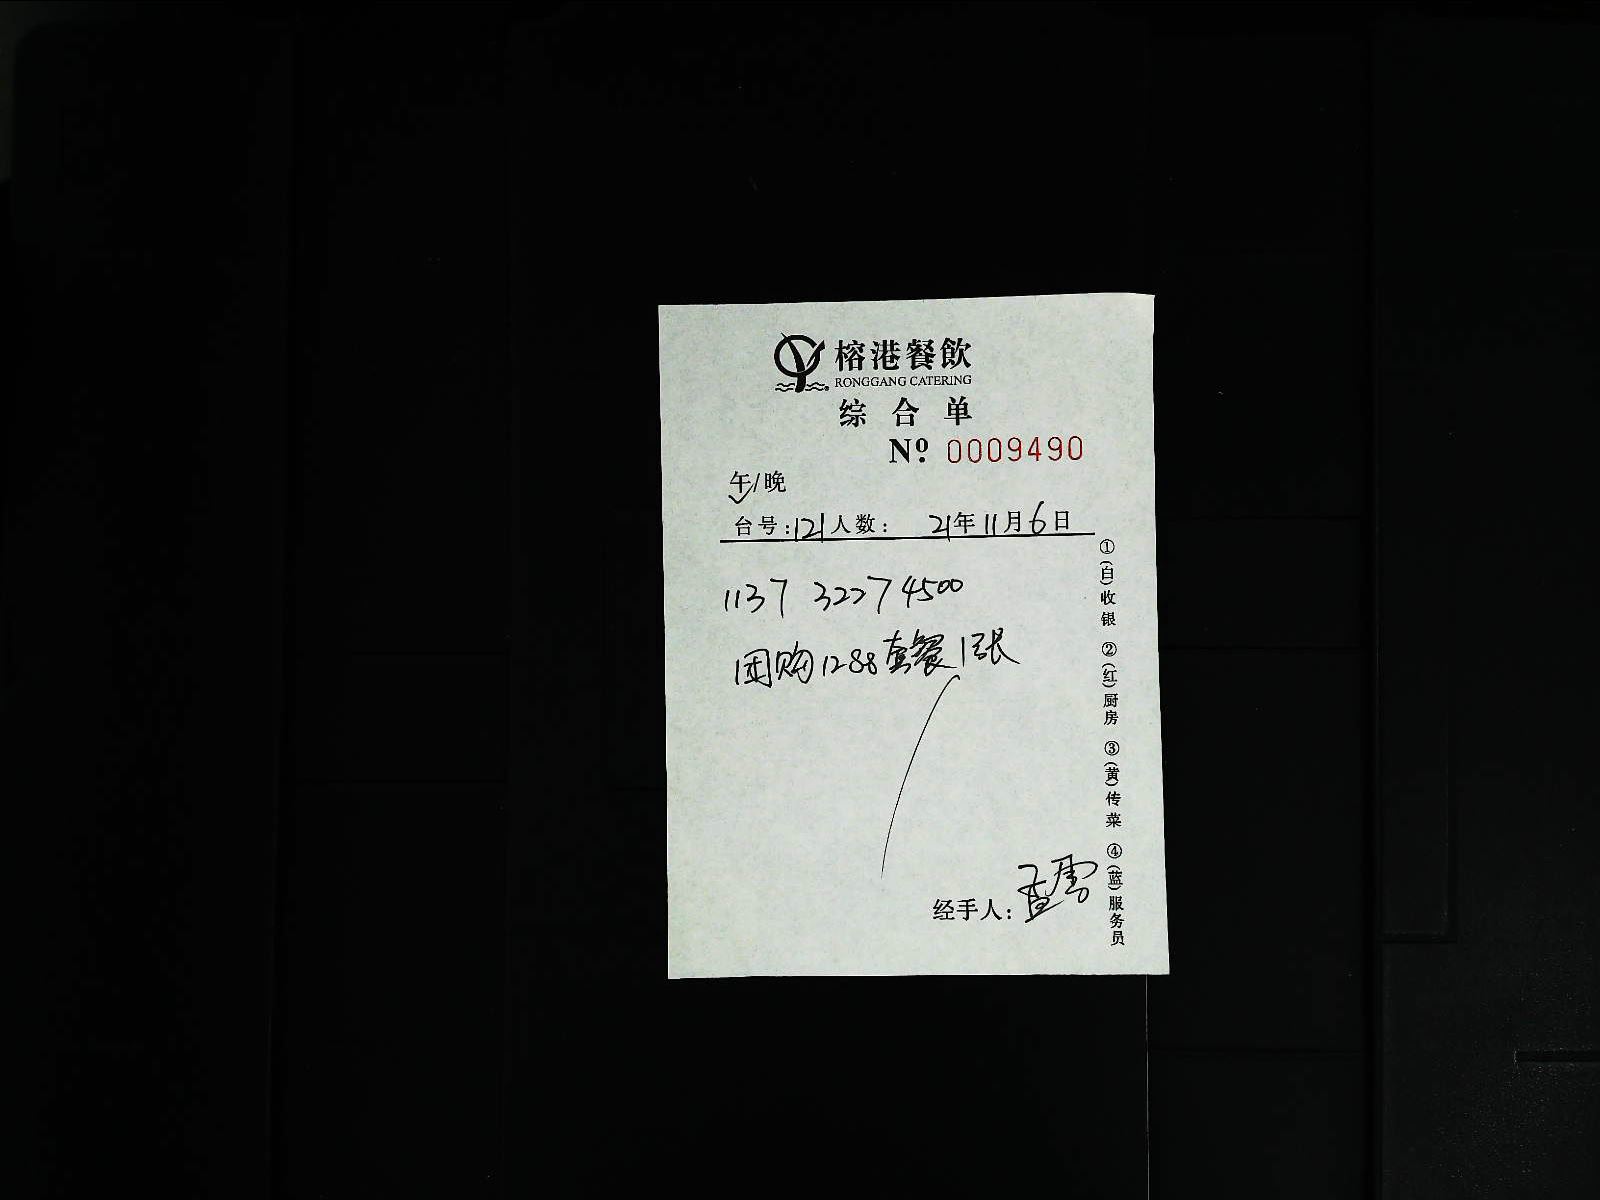 榕港餐飲
RONGGANG CATERING
综合单
Nº: 0009490
午/晚
台号:121人数: 21年11月6日
1137 3227 4500
团购1288套餐1张
经手人:
①(白)收银 ②(红)厨房 ③(黄)传菜 ④(蓝)服务员